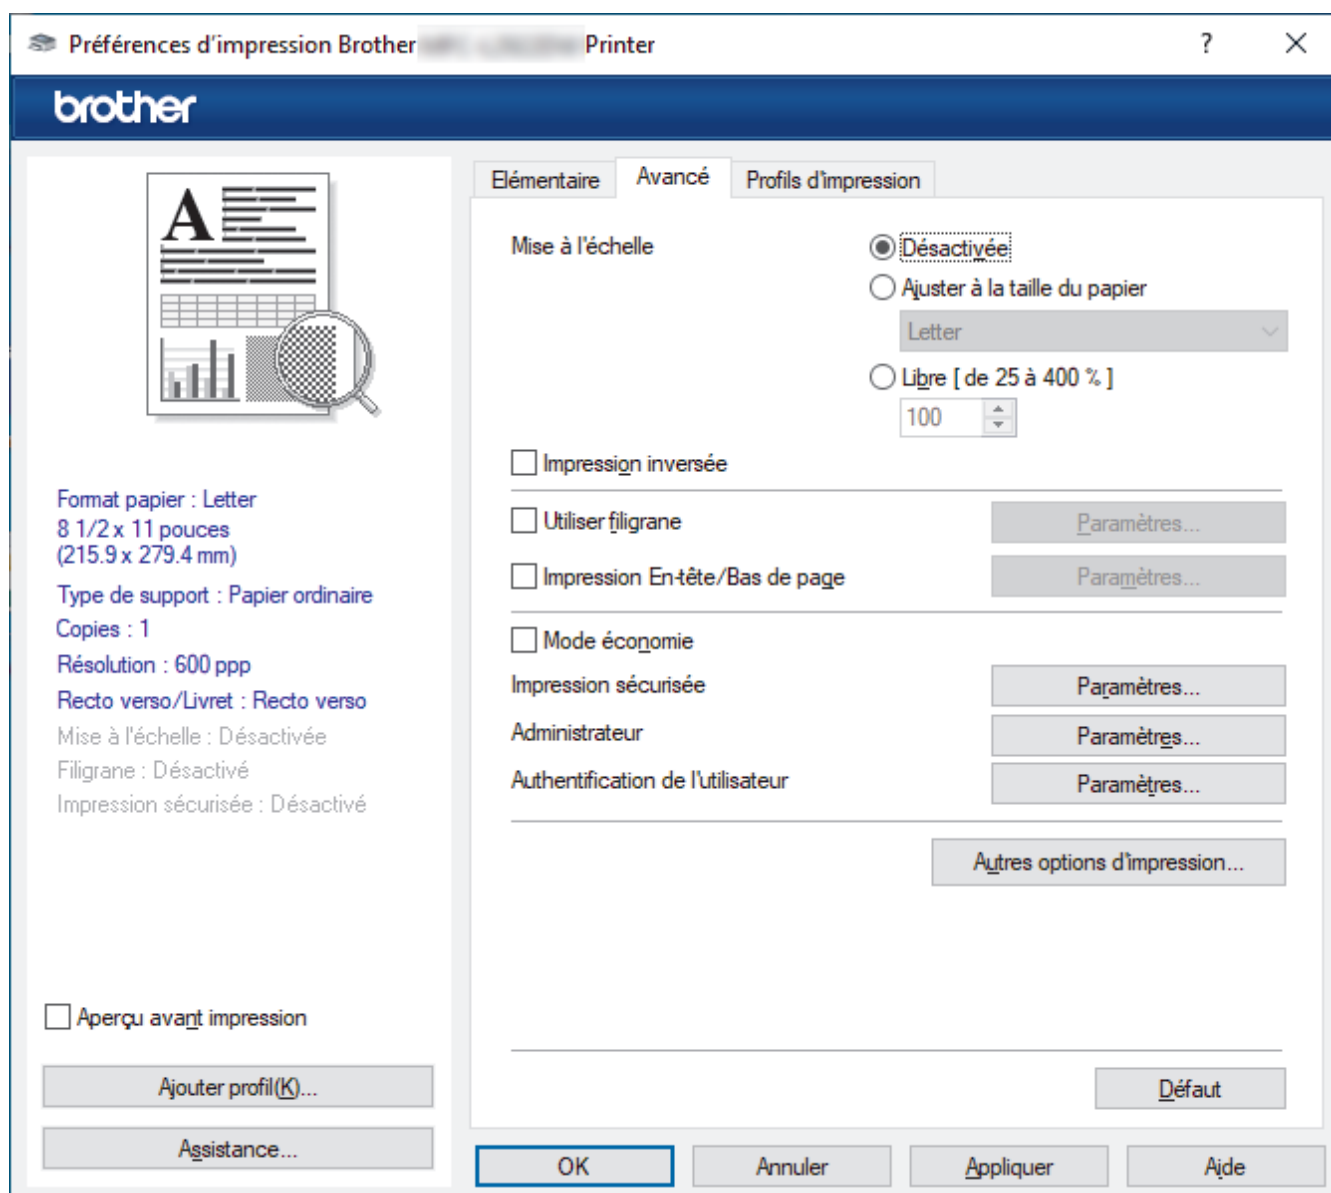 Préférences d'impression Brother Printer
?
brother
A
Format papier : Letter
8 1/2 x 11 pouces
(215.9 x 279.4 mm)
Type de support : Papier ordinaire
Copies : 1
Résolution : 600 ppp
Recto verso/Livret : Recto verso
Mise à l'échelle : Désactivée
Filigrane : Désactivé
Impression sécurisée : Désactivé
Aperçu avant impression
Ajouter profil(K)...
Assistance...
Elémentaire
Avancé
Profils d'impression
Mise à l'échelle
Désactivée
Ajuster à la taille du papier
Letter
Libre [ de 25 à 400 % ]
100
Impression inversée
Utiliser filigrane
Paramètres...
Impression En-tête/Bas de page
Paramètres...
Mode économie
Impression sécurisée
Paramètres...
Administrateur
Paramètres...
Authentification de l'utilisateur
Paramètres...
Autres options d'impression...
Défaut
OK
Annuler
Appliquer
Aide